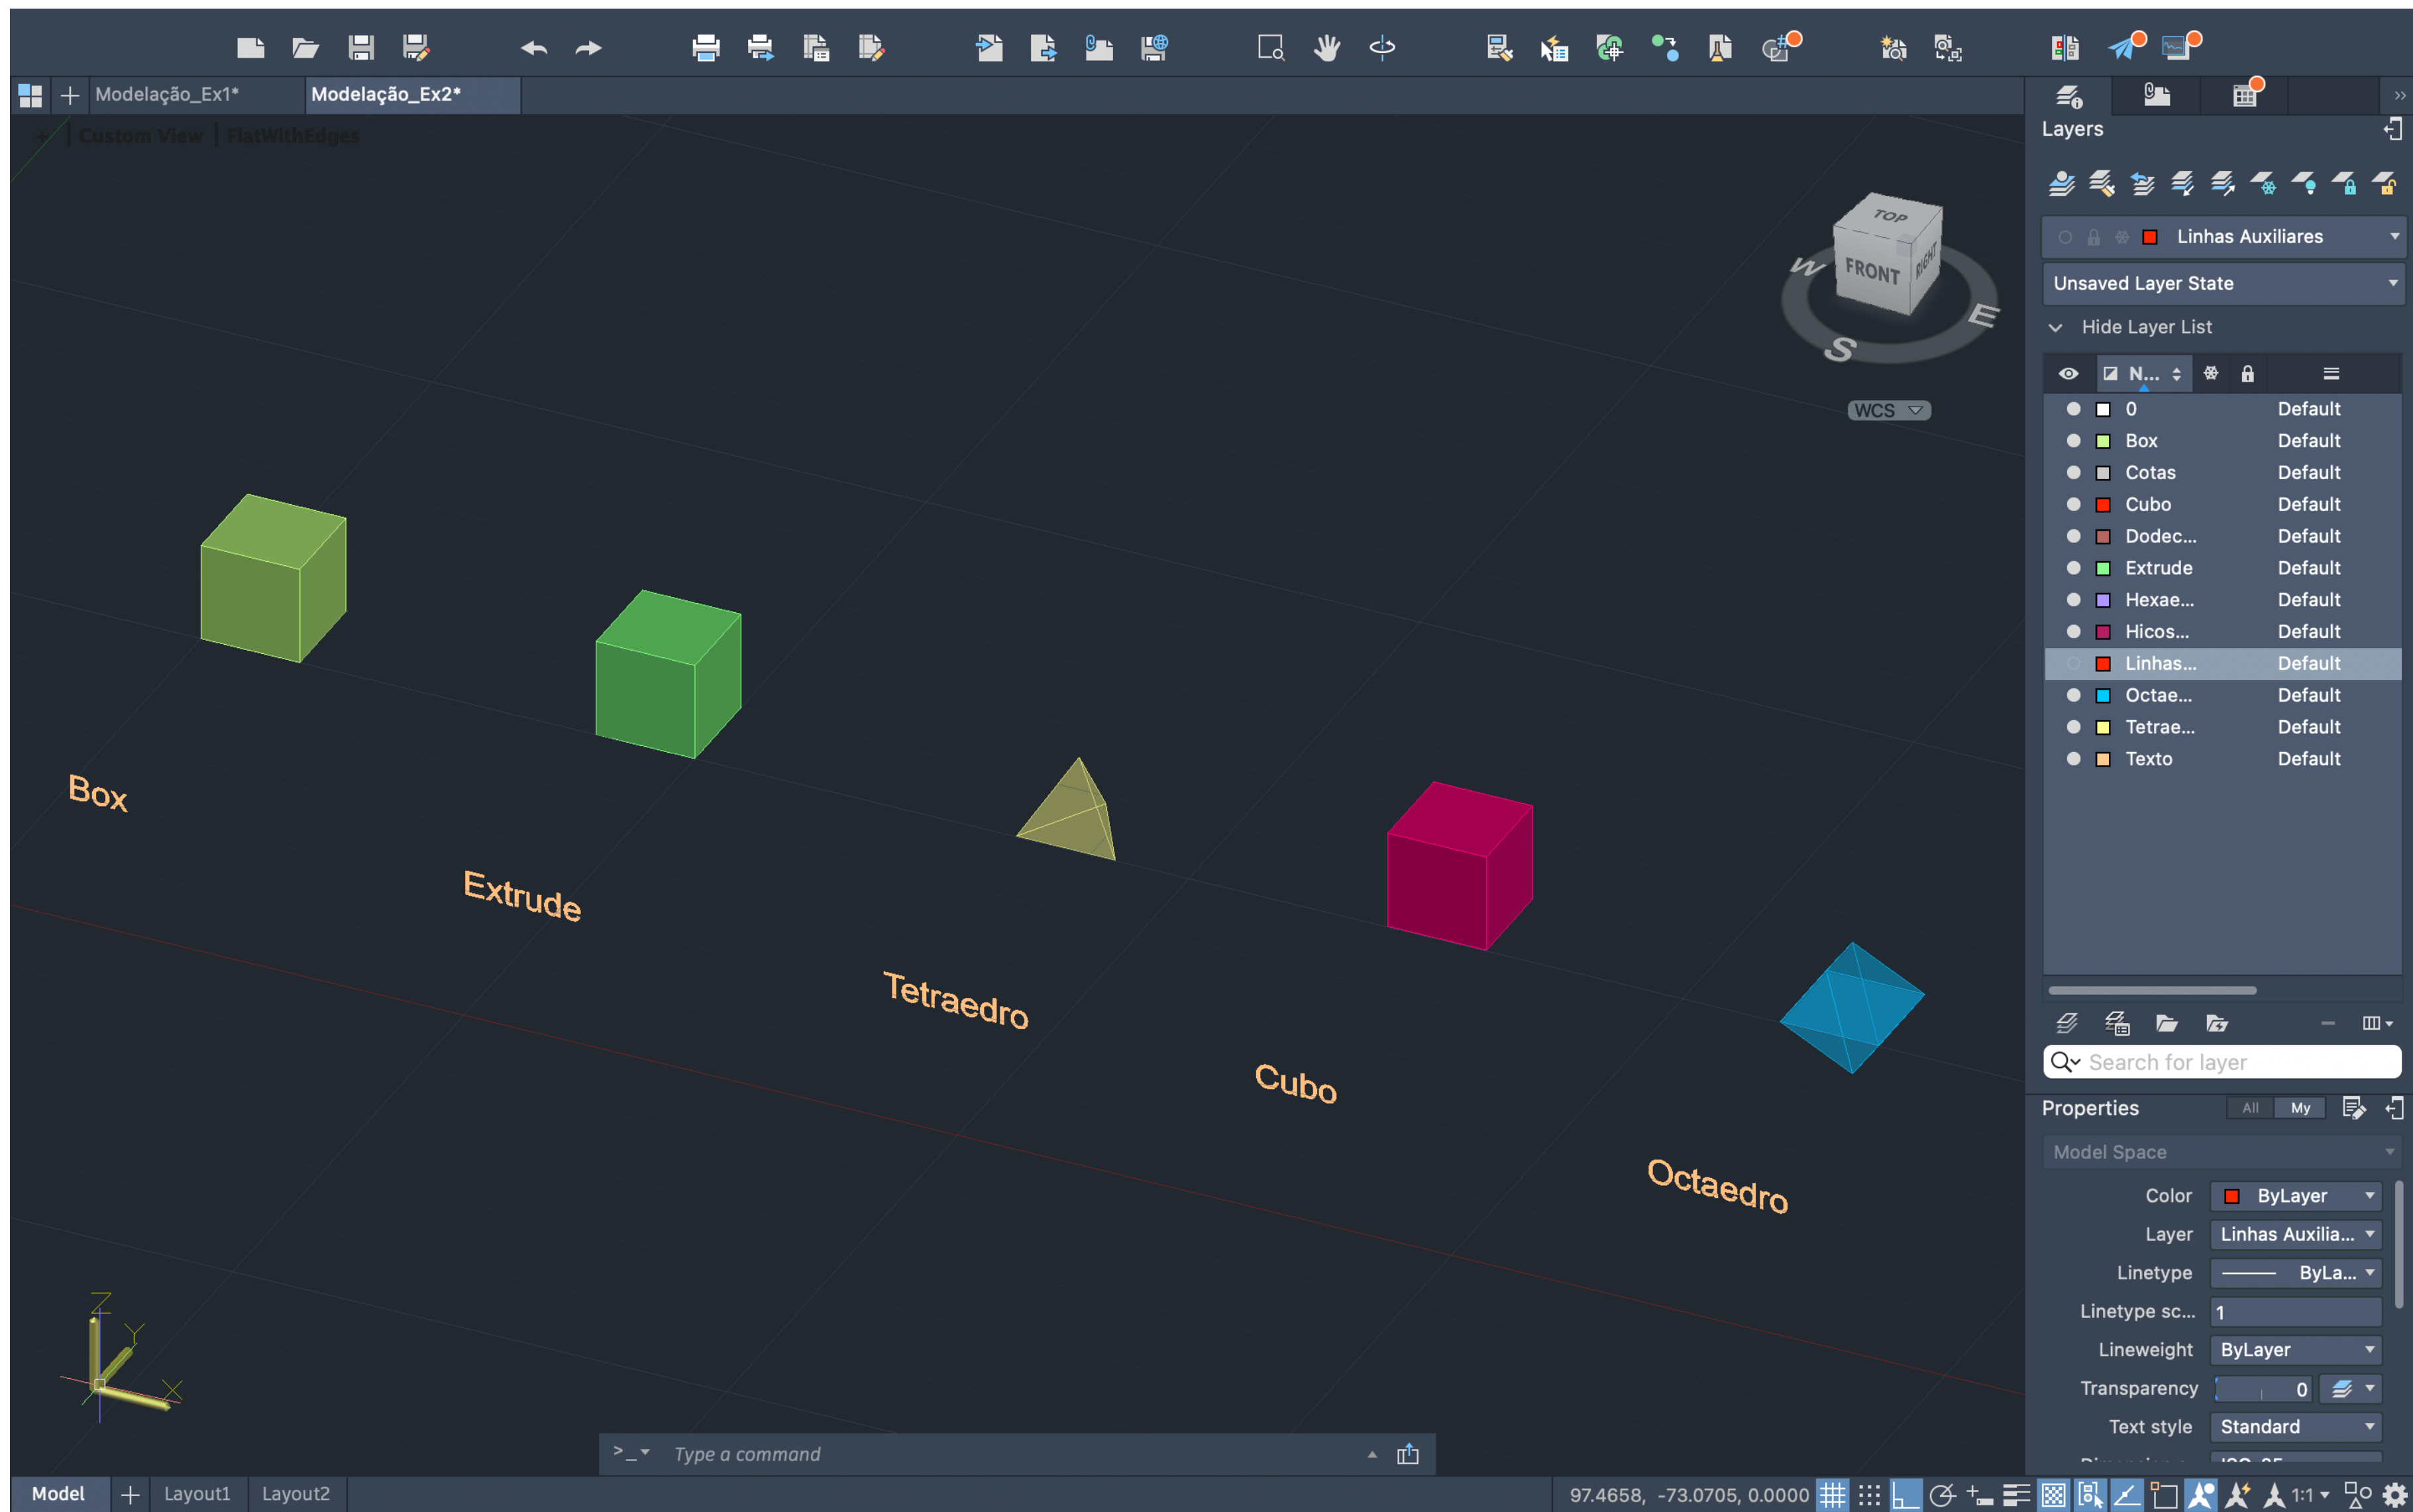 Modelação_Ex1*
Modelação_Ex2*
Custom View
FlatWithEdges
TOP
FRONT
RIGHT
W
S
E
WCS
Box
Extrude
Tetraedro
Cubo
Octaedro
Z
Y
X
>_
Type a command
Model
Layout1
Layout2
97.4658, -73.0705, 0.0000
1:1
Layers
Linhas Auxiliares
Unsaved Layer State
Hide Layer List
N...
0 Default
Box Default
Cotas Default
Cubo Default
Dodec... Default
Extrude Default
Hexae... Default
Hicos... Default
Linhas... Default
Octae... Default
Tetrae... Default
Texto Default
Search for layer
Properties
All
My
Model Space
Color ByLayer
Layer Linhas Auxilia...
Linetype ByLa...
Linetype sc... 1
Lineweight ByLayer
Transparency 0
Text style Standard